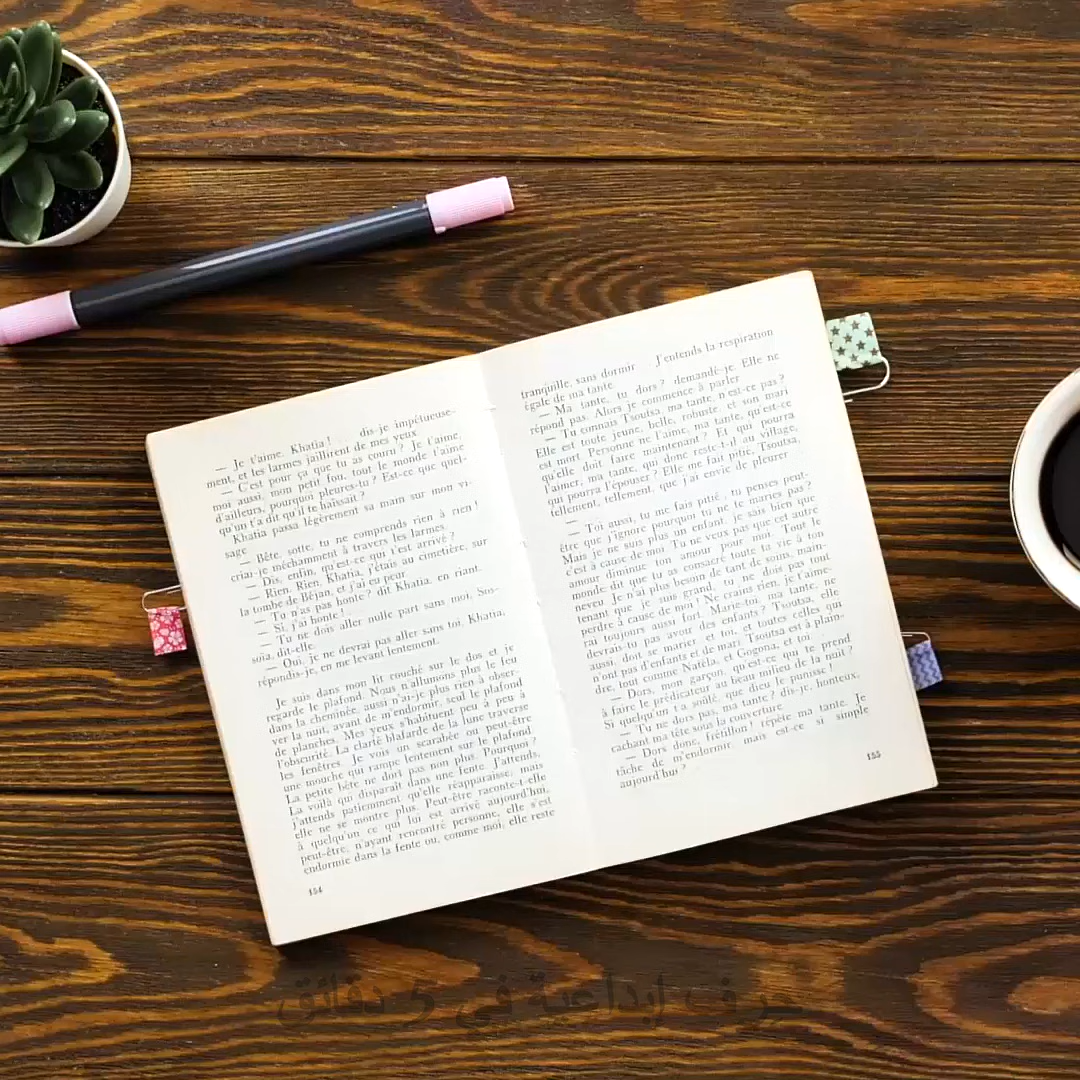 — Je t'aime, Khatia ! . . . dis-je impétueuse-
ment, et les larmes jaillirent de mes yeux
— C'est pour ça que tu as couru ? Je t'aime,
moi aussi, mon petit fou, tout le monde t'aime
d'ailleurs, pourquoi pleures-tu ? Est-ce que quel-
qu'un t'a dit qu'il te haïssait ?
Khatia passa légèrement sa main sur mon vi-
sage
— Bête, sotte, tu ne comprends rien à rien !
criai-je méchamment à travers les larmes.
— Dis, enfin, qu'est-ce qui t'est arrivé ?
— Rien. Rien, Khatia, j'étais au cimetière, sur
la tombe de Béjan, et j'ai eu peur.
— Tu n'as pas honte ? dit Khatia, en riant.
— Si, j'ai honte !
— Tu ne dois aller nulle part sans moi, Sos-
soïa, dit-elle.
— Oui, je ne devrai pas aller sans toi, Khatia,
répondis-je, en me levant lentement.
Je suis dans mon lit couché sur le dos et je
regarde le plafond. Nous n'allumons plus le feu
dans la cheminée, aussi n'ai-je plus rien à obser-
ver la nuit, avant de m'endormir, seul le plafond
de planches. Mes yeux s'habituent peu à peu à
l'obscurité. La clarté blafarde de la lune traverse
les fenêtres. Je vois un scarabée ou peut-être
une mouche qui rampe lentement sur le plafond.
La petite bête ne dort pas non plus. Pourquoi ?
La voilà qui disparaît dans une fente. J'attends,
j'attends patiemment qu'elle réapparaisse, mais
elle ne se montre plus. Peut-être raconte-t-elle
à quelqu'un ce qui lui est arrivé aujourd'hui,
peut-être, n'ayant rencontré personne, elle s'est
endormie dans la fente ou, comme moi, elle reste
154
tranquille, sans dormir . . . J'entends la respiration
égale de ma tante
— Ma tante, tu dors ? demandé-je. Elle ne
répond pas. Alors je commence à parler
— Tu connais Tsoutsa, ma tante, n'est-ce pas ?
Elle est toute jeune, belle, robuste, et son mari
est mort. Personne ne l'aime, ma tante, qu'est-ce
qu'elle doit faire maintenant ? Et qui pourra
l'aimer, ma tante, qui donc reste-t-il au village,
qui pourra l'épouser ? Elle me fait pitié, Tsoutsa,
tellement, tellement, que j'ai envie de pleurer
— Toi aussi, tu me fais pitié, tu penses peut-
être que j'ignore pourquoi tu ne te maries pas ?
Mais je ne suis plus un enfant, je sais bien que
c'est à cause de moi. Tu ne veux pas que cet autre
amour diminue ton amour pour moi. Tout le
monde dit que tu as consacré toute ta vie à ton
neveu. Je n'ai plus besoin de tant de soins, main-
tenant que je suis grand, tu ne dois pas tout
perdre à cause de moi ! Ne crains rien, je t'aime-
rai toujours aussi fort. Marie-toi, ma tante, ne
devrais-tu pas avoir des enfants ? Tsoutsa, elle
aussi, doit se marier, et toi, et toutes celles qui
n'ont pas d'enfants et de mari. Tsoutsa est à plain-
dre, tout comme Natéla, et Gogona, et toi
— Dors, mon garçon, qu'est-ce qui te prend
à faire le prédicateur au beau milieu de la nuit ?
Si quelqu'un t'a soûlé, que dieu le punisse !
— Tu ne dors pas, ma tante ? dis-je, honteux,
cachant ma tête sous la couverture.
— Dors donc, frétillon ! répète ma tante. Je
tâche de m'endormir mais est-ce si simple
aujourd'hui ?
155
حرف إبداعية في 5 دقائق